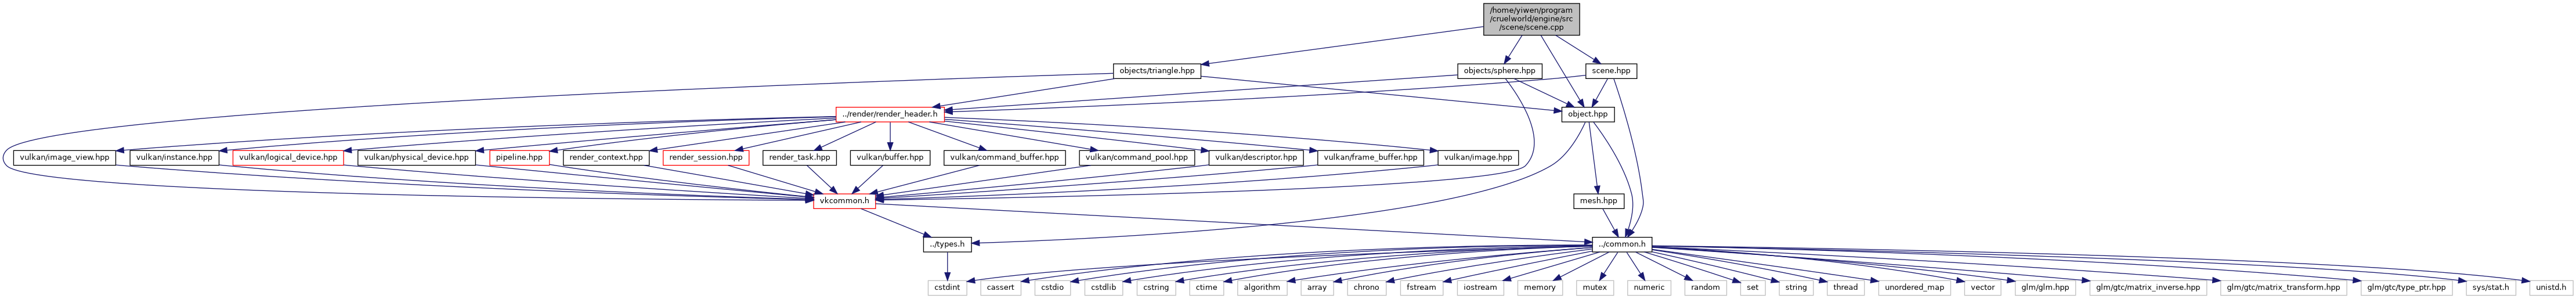 /home/yiwen/program
/cruelworld/engine/src
/scene/scene.cpp
objects/triangle.hpp
objects/sphere.hpp
scene.hpp
../render/render_header.h
object.hpp
vulkan/image_view.hpp
vulkan/instance.hpp
vulkan/logical_device.hpp
vulkan/physical_device.hpp
pipeline.hpp
render_context.hpp
render_session.hpp
render_task.hpp
vulkan/buffer.hpp
vulkan/command_buffer.hpp
vulkan/command_pool.hpp
vulkan/descriptor.hpp
vulkan/frame_buffer.hpp
vulkan/image.hpp
vkcommon.h
mesh.hpp
../types.h
../common.h
cstdint
cassert
cstdio
cstdlib
cstring
ctime
algorithm
array
chrono
fstream
iostream
memory
mutex
numeric
random
set
string
thread
unordered_map
vector
glm/glm.hpp
glm/gtc/matrix_inverse.hpp
glm/gtc/matrix_transform.hpp
glm/gtc/type_ptr.hpp
sys/stat.h
unistd.h